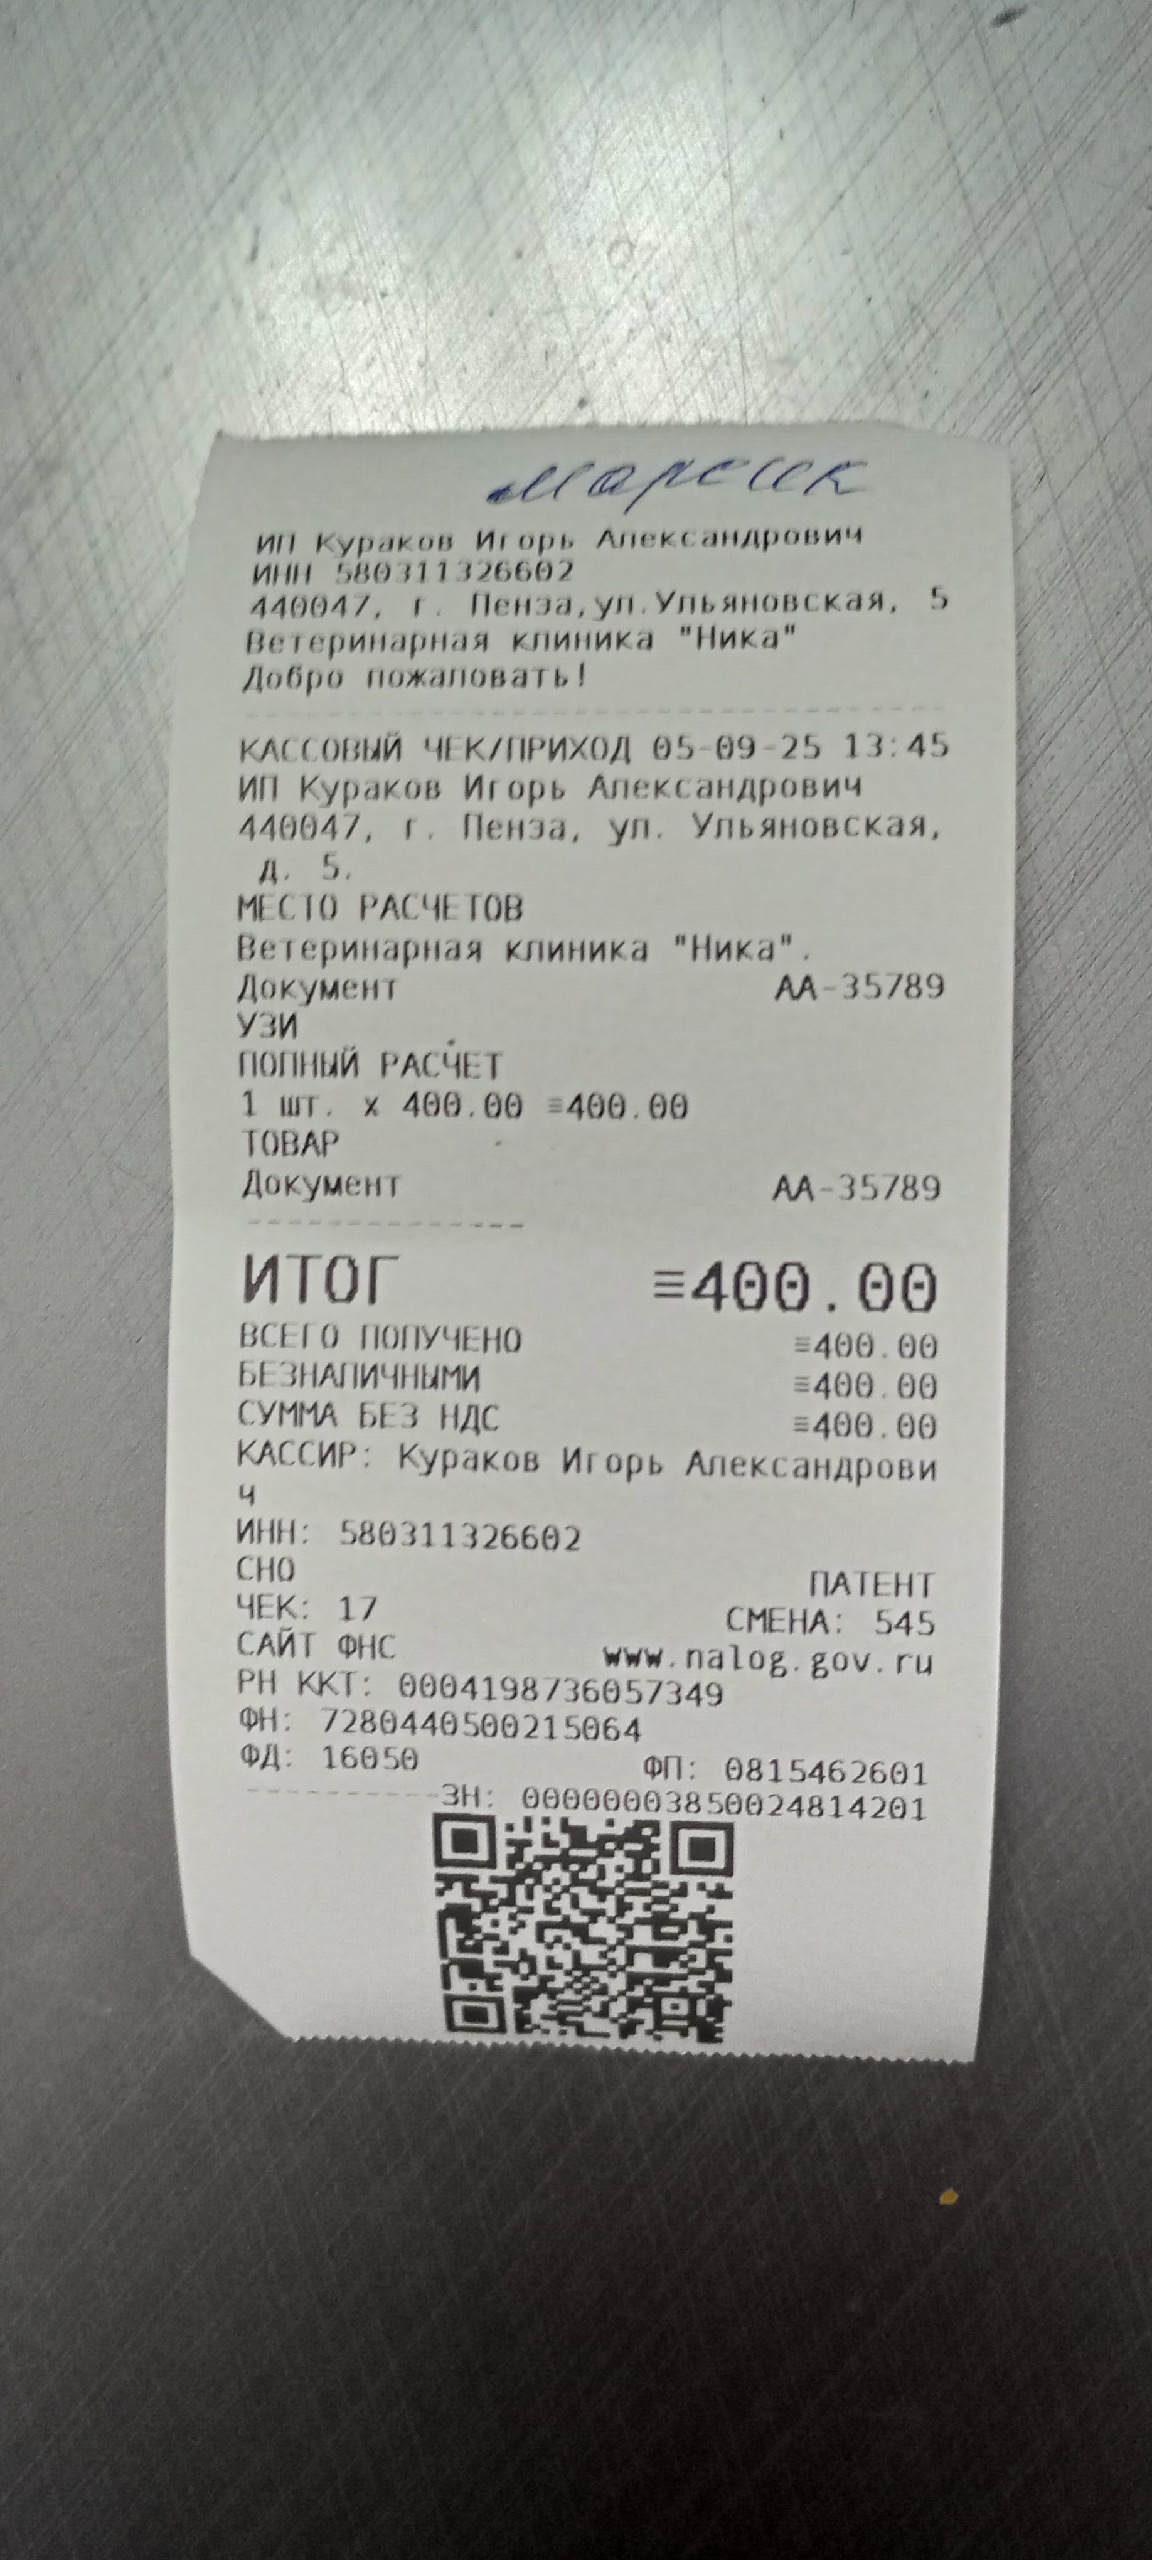 Марсик
ИП Кураков Игорь Александрович
ИНН 580311326602
440047, г. Пенза,ул.Ульяновская, 5
Ветеринарная клиника "Ника"
Добро пожаловать!
КАССОВЫЙ ЧЕК/ПРИХОД 05-09-25 13:45
ИП Кураков Игорь Александрович
440047, г. Пенза, ул. Ульяновская,
д. 5.
МЕСТО РАСЧЕТОВ
Ветеринарная клиника "Ника".
Документ АА-35789
УЗИ
ПОЛНЫЙ РАСЧЕТ
1 шт. х 400.00 ≡400.00
ТОВАР
Документ АА-35789
ИТОГ ≡400.00
ВСЕГО ПОЛУЧЕНО ≡400.00
БЕЗНАЛИЧНЫМИ ≡400.00
СУММА БЕЗ НДС ≡400.00
КАССИР: Кураков Игорь Александрови
ч
ИНН: 580311326602
СНО ПАТЕНТ
ЧЕК: 17 СМЕНА: 545
САЙТ ФНС www.nalog.gov.ru
РН ККТ: 0004198736057349
ФН: 7280440500215064
ФД: 16050 ФП: 0815462601
ЗН: 00000003850024814201